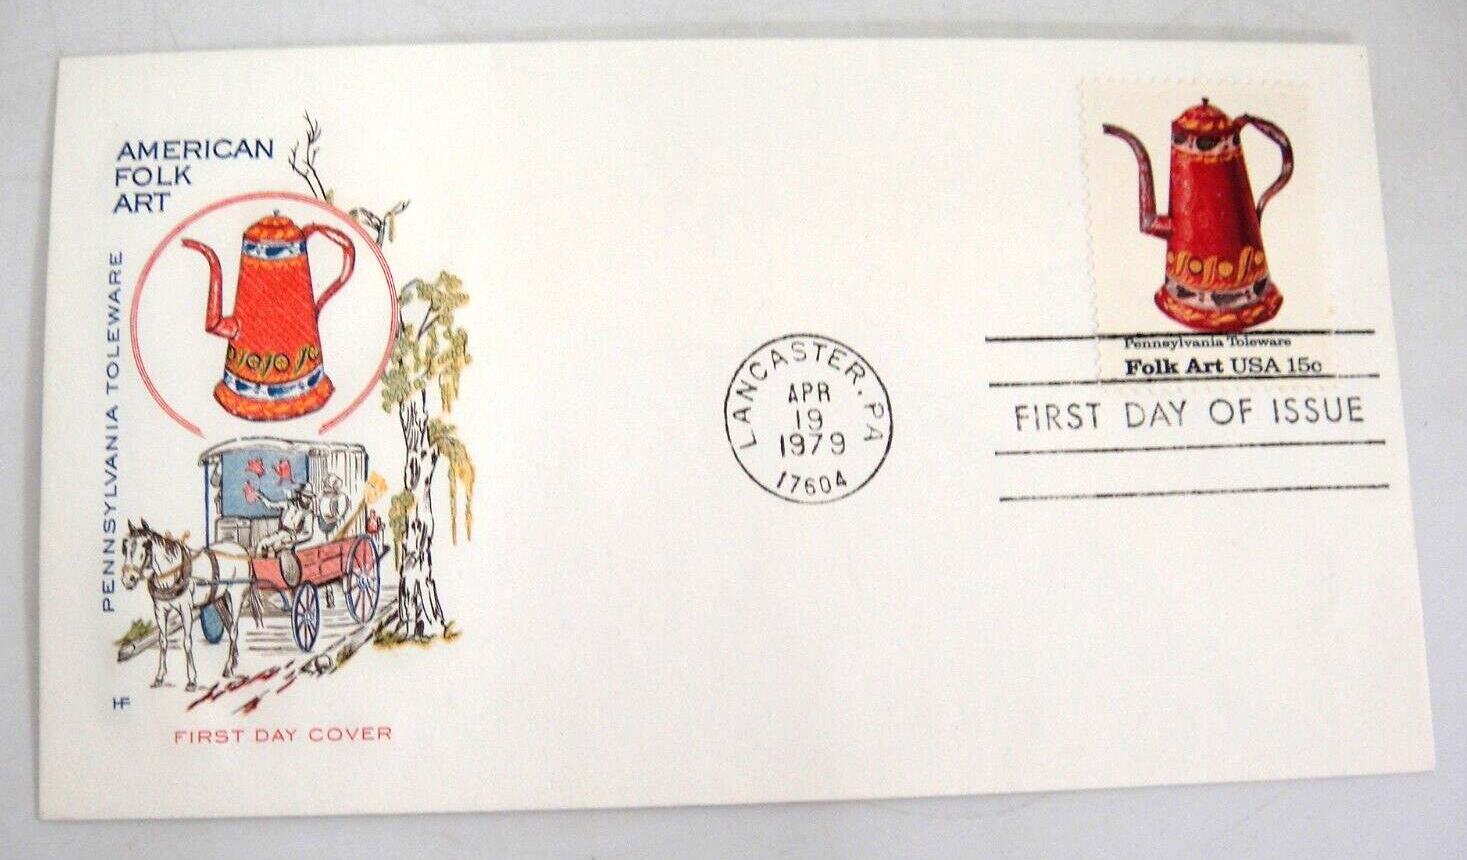 AMERICAN
FOLK
ART
PENNSYLVANIA TOLEWARE
HF
FIRST DAY COVER
LANCASTER, PA
APR
19
1979
17604
Pennsylvania Toleware
Folk Art USA 15c
FIRST DAY OF ISSUE